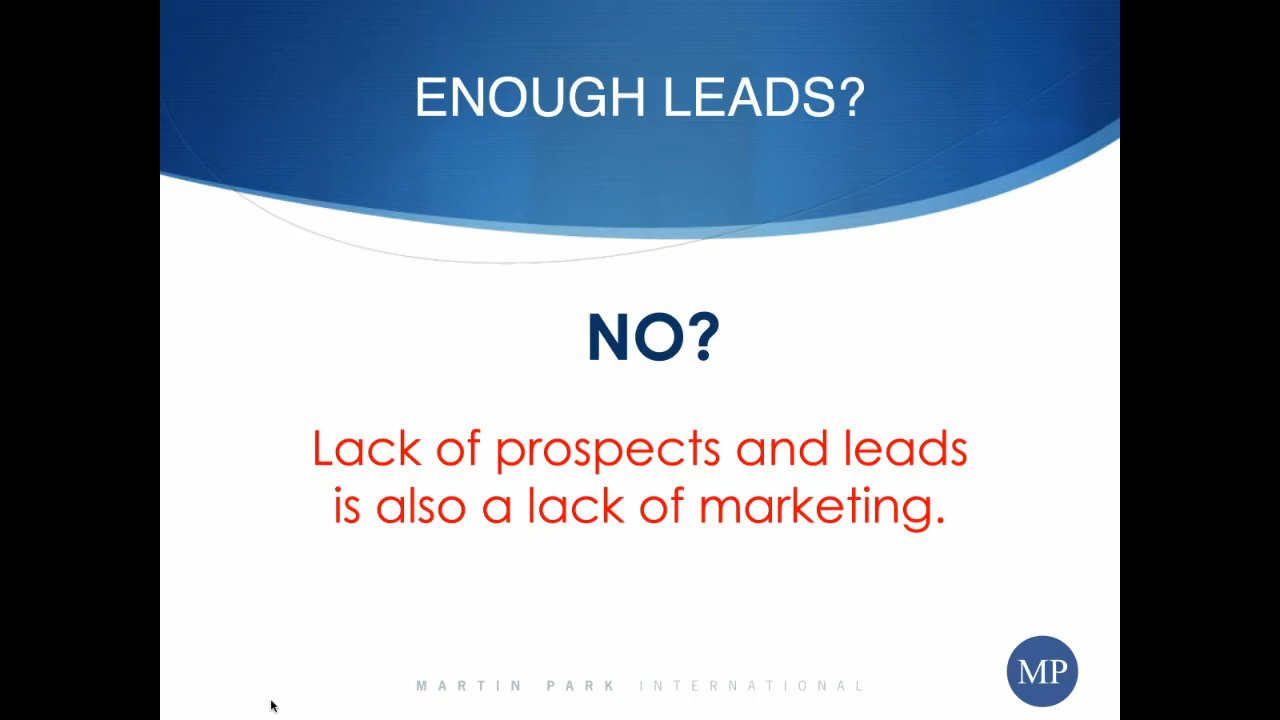 ENOUGH LEADS?
NO?
Lack of prospects and leads
is also a lack of marketing.
MARTIN PARK INTERNATIONAL
MP